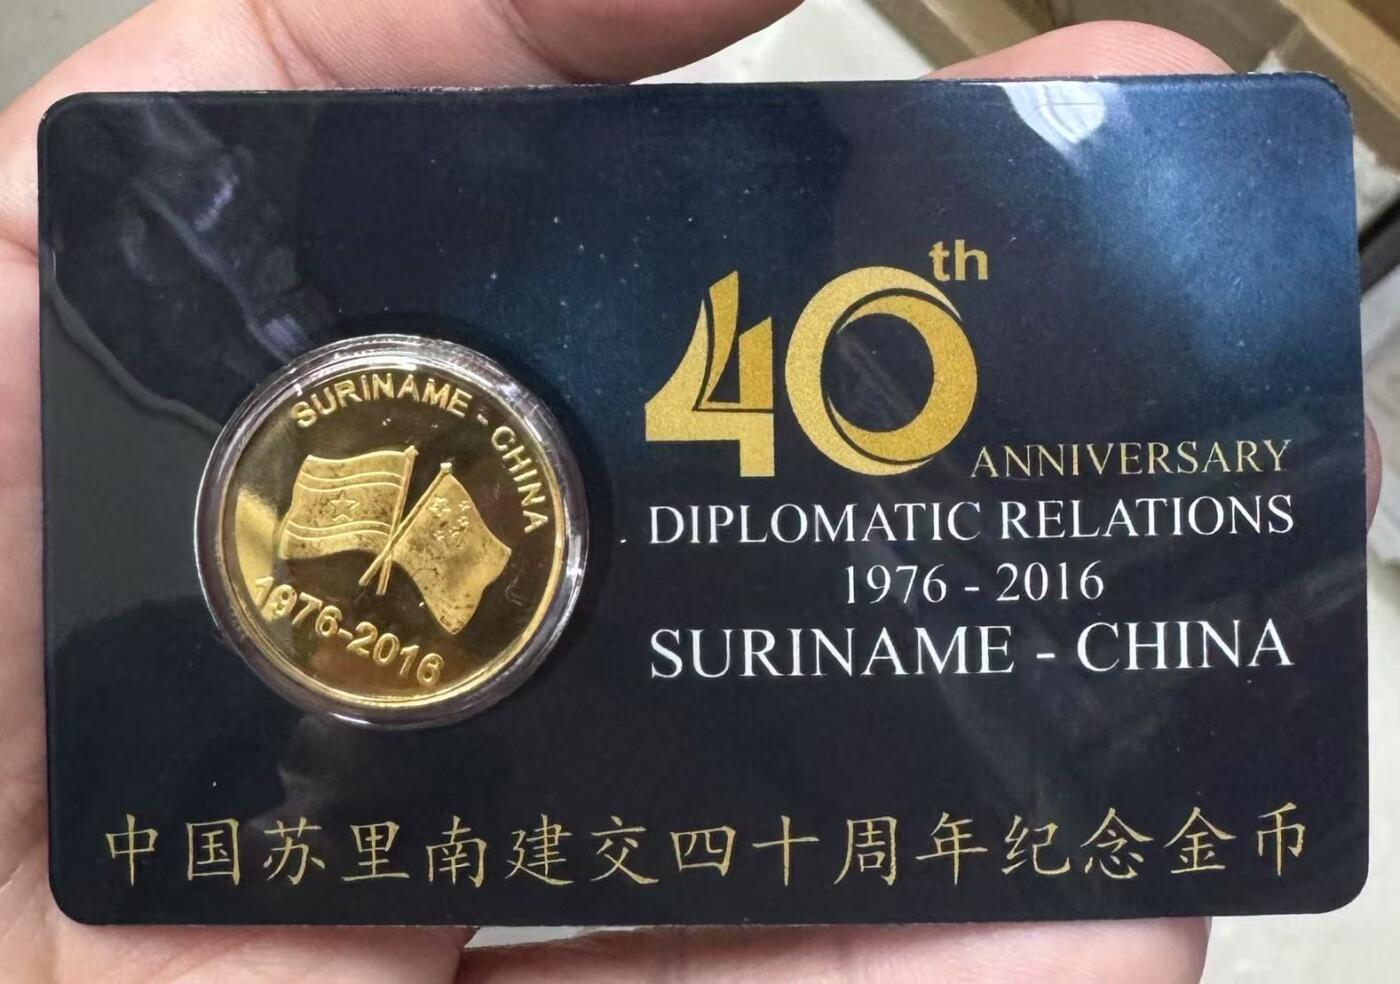 SURINAME - CHINA
1976-2016
40th
ANNIVERSARY
DIPLOMATIC RELATIONS
1976 - 2016
SURINAME - CHINA
中国苏里南建交四十周年纪念金币